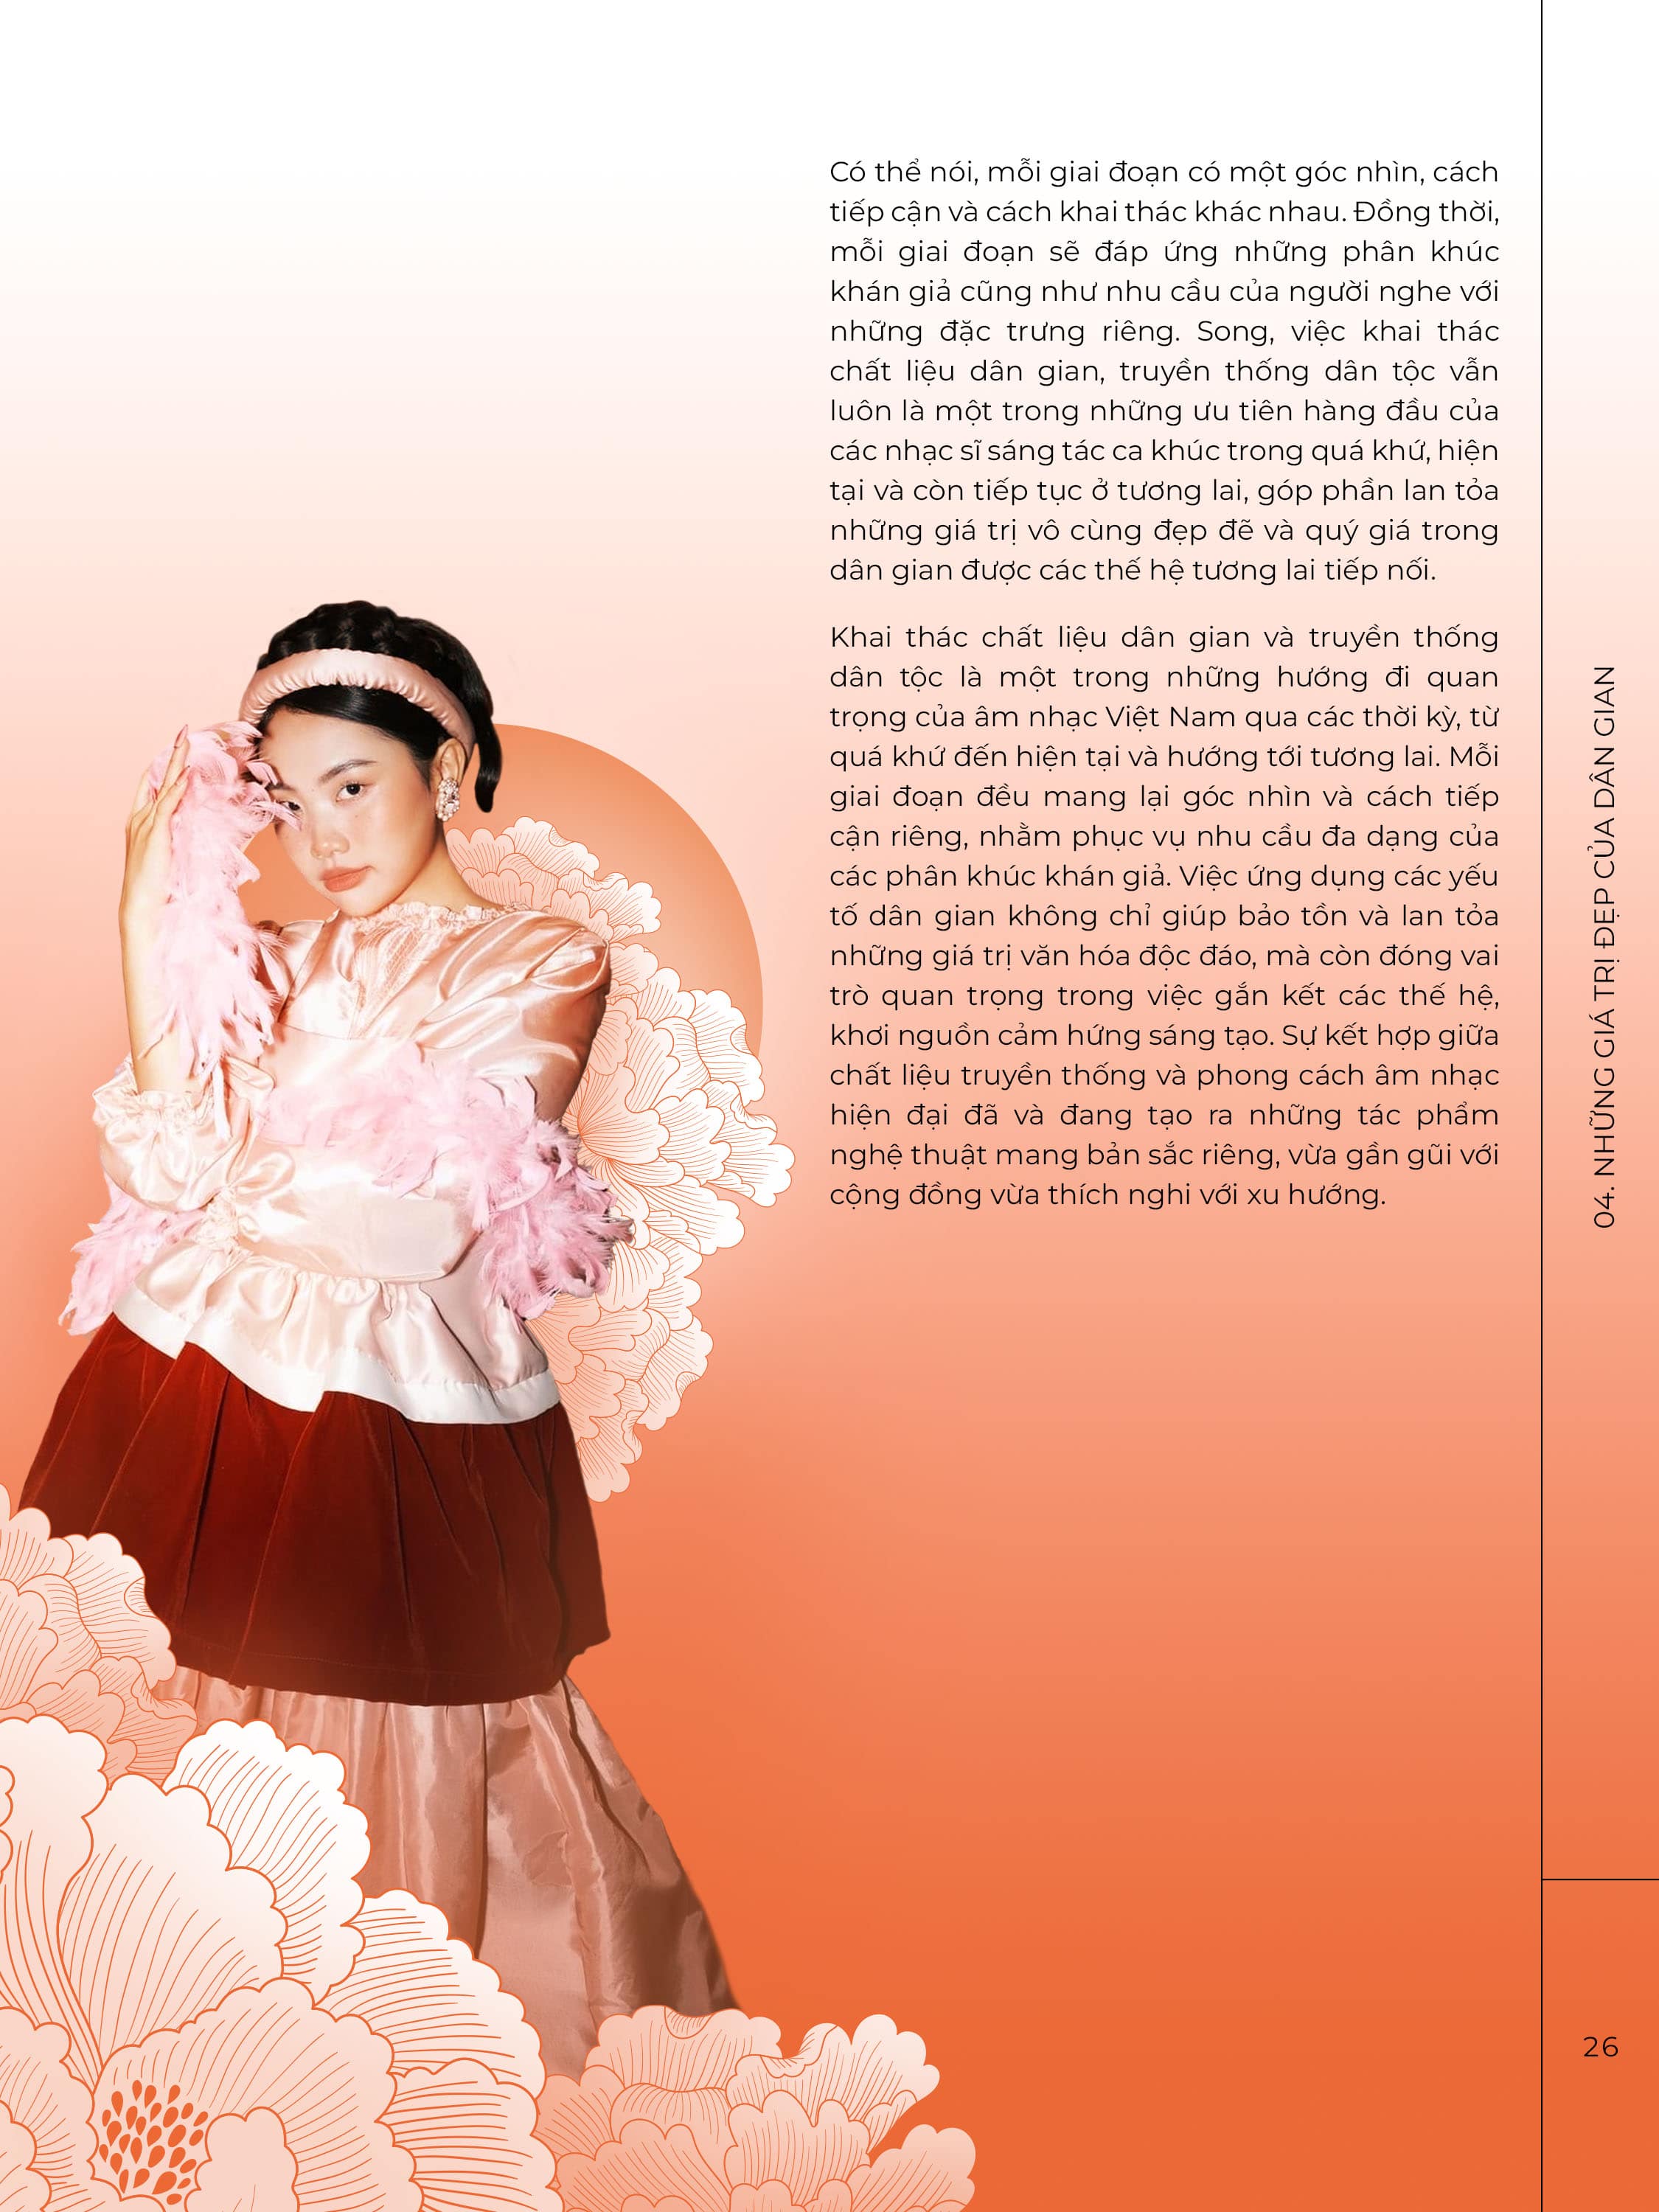 Có thể nói, mỗi giai đoạn có một góc nhìn, cách
tiếp cận và cách khai thác khác nhau. Đồng thời,
mỗi giai đoạn sẽ đáp ứng những phân khúc
khán giả cũng như nhu cầu của người nghe với
những đặc trưng riêng. Song, việc khai thác
chất liệu dân gian, truyền thống dân tộc vẫn
luôn là một trong những ưu tiên hàng đầu của
các nhạc sĩ sáng tác ca khúc trong quá khứ, hiện
tại và còn tiếp tục ở tương lai, góp phần lan tỏa
những giá trị vô cùng đẹp đẽ và quý giá trong
dân gian được các thế hệ tương lai tiếp nối.
Khai thác chất liệu dân gian và truyền thống
dân tộc là một trong những hướng đi quan
trọng của âm nhạc Việt Nam qua các thời kỳ, từ
quá khứ đến hiện tại và hướng tới tương lai. Mỗi
giai đoạn đều mang lại góc nhìn và cách tiếp
cận riêng, nhằm phục vụ nhu cầu đa dạng của
các phân khúc khán giả. Việc ứng dụng các yếu
tố dân gian không chỉ giúp bảo tồn và lan tỏa
những giá trị văn hóa độc đáo, mà còn đóng vai
trò quan trọng trong việc gắn kết các thế hệ,
khơi nguồn cảm hứng sáng tạo. Sự kết hợp giữa
chất liệu truyền thống và phong cách âm nhạc
hiện đại đã và đang tạo ra những tác phẩm
nghệ thuật mang bản sắc riêng, vừa gần gũi với
cộng đồng vừa thích nghi với xu hướng.
04. NHỮNG GIÁ TRỊ ĐẸP CỦA DÂN GIAN
26